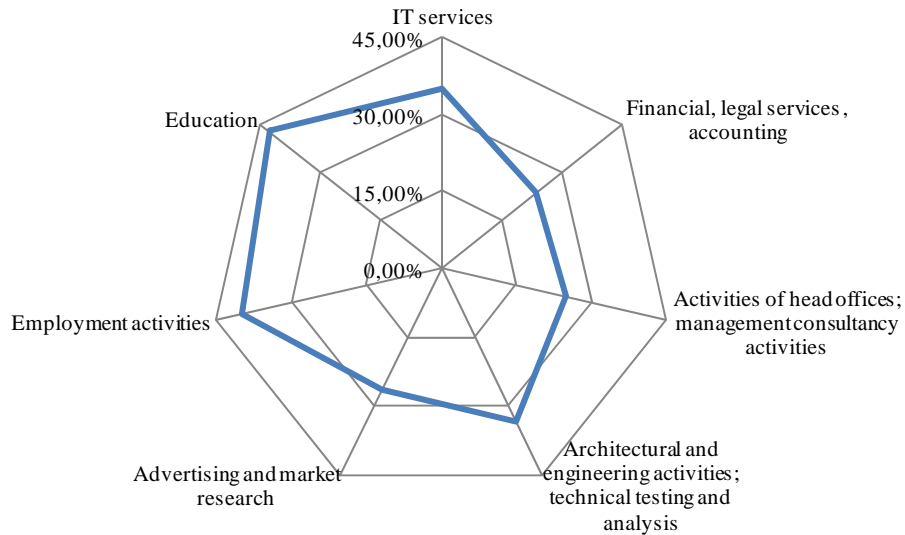 IT services
45,00%
Financial, legal services,
accounting
Education
30,00%
15,00%
0,00%
Activities of head offices;
management consultancy
activities
Employment activities
Architectural and
engineering activities;
technical testing and
analysis
Advertising and market
research